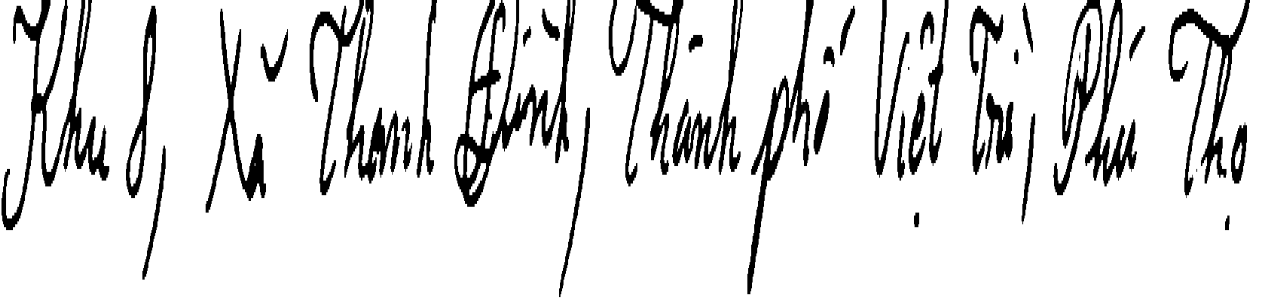 Khu 8, Xã Thanh Đình, Thành phố Việt Trì, Phú Thọ